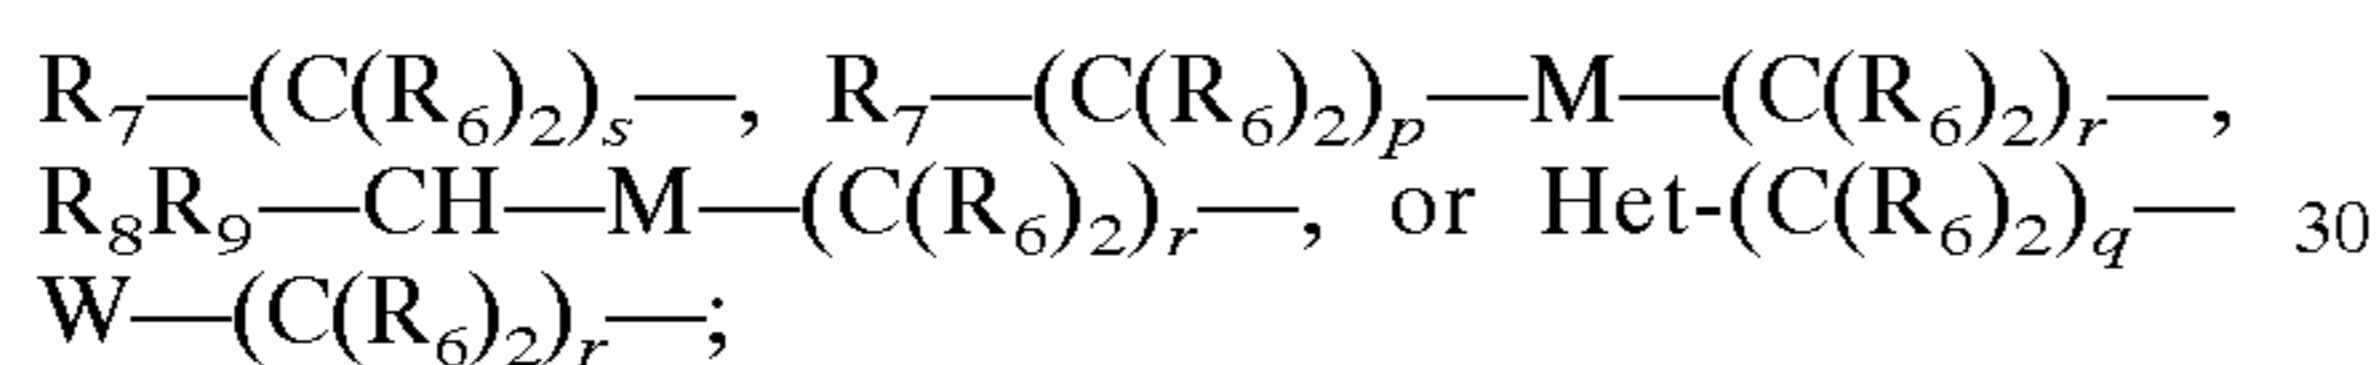 R₇—(C(R₆)₂)ₛ—, R₇—(C(R₆)₂)ₚ—M—(C(R₆)₂)ᵣ—,
R₈R₉—CH—M—(C(R₆)₂)ᵣ—, or Het-(C(R₆)₂)q— 30
W—(C(R₆)₂)ᵣ—;